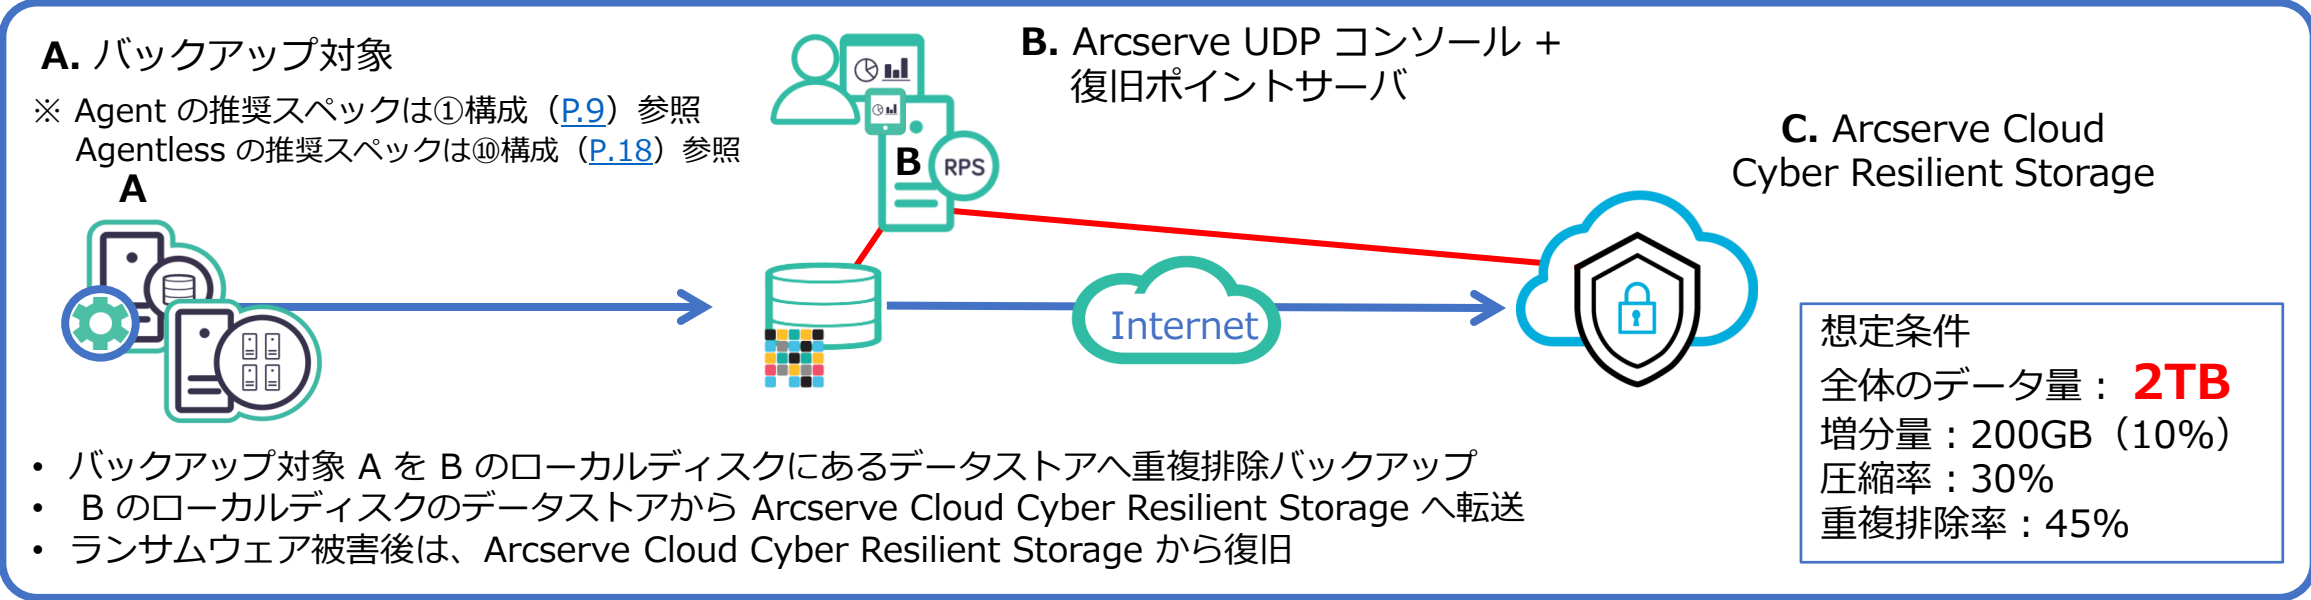 A. バックアップ対象
※ Agent の推奨スペックは①構成（P.9）参照
Agentless の推奨スペックは⑩構成（P.18）参照
A
B. Arcserve UDP コンソール +
復旧ポイントサーバ
B
RPS
C. Arcserve Cloud
Cyber Resilient Storage
Internet
想定条件
全体のデータ量： 2TB
増分量：200GB（10%）
圧縮率：30%
重複排除率：45%
• バックアップ対象 A を B のローカルディスクにあるデータストアへ重複排除バックアップ
• B のローカルディスクのデータストアから Arcserve Cloud Cyber Resilient Storage へ転送
• ランサムウェア被害後は、Arcserve Cloud Cyber Resilient Storage から復旧